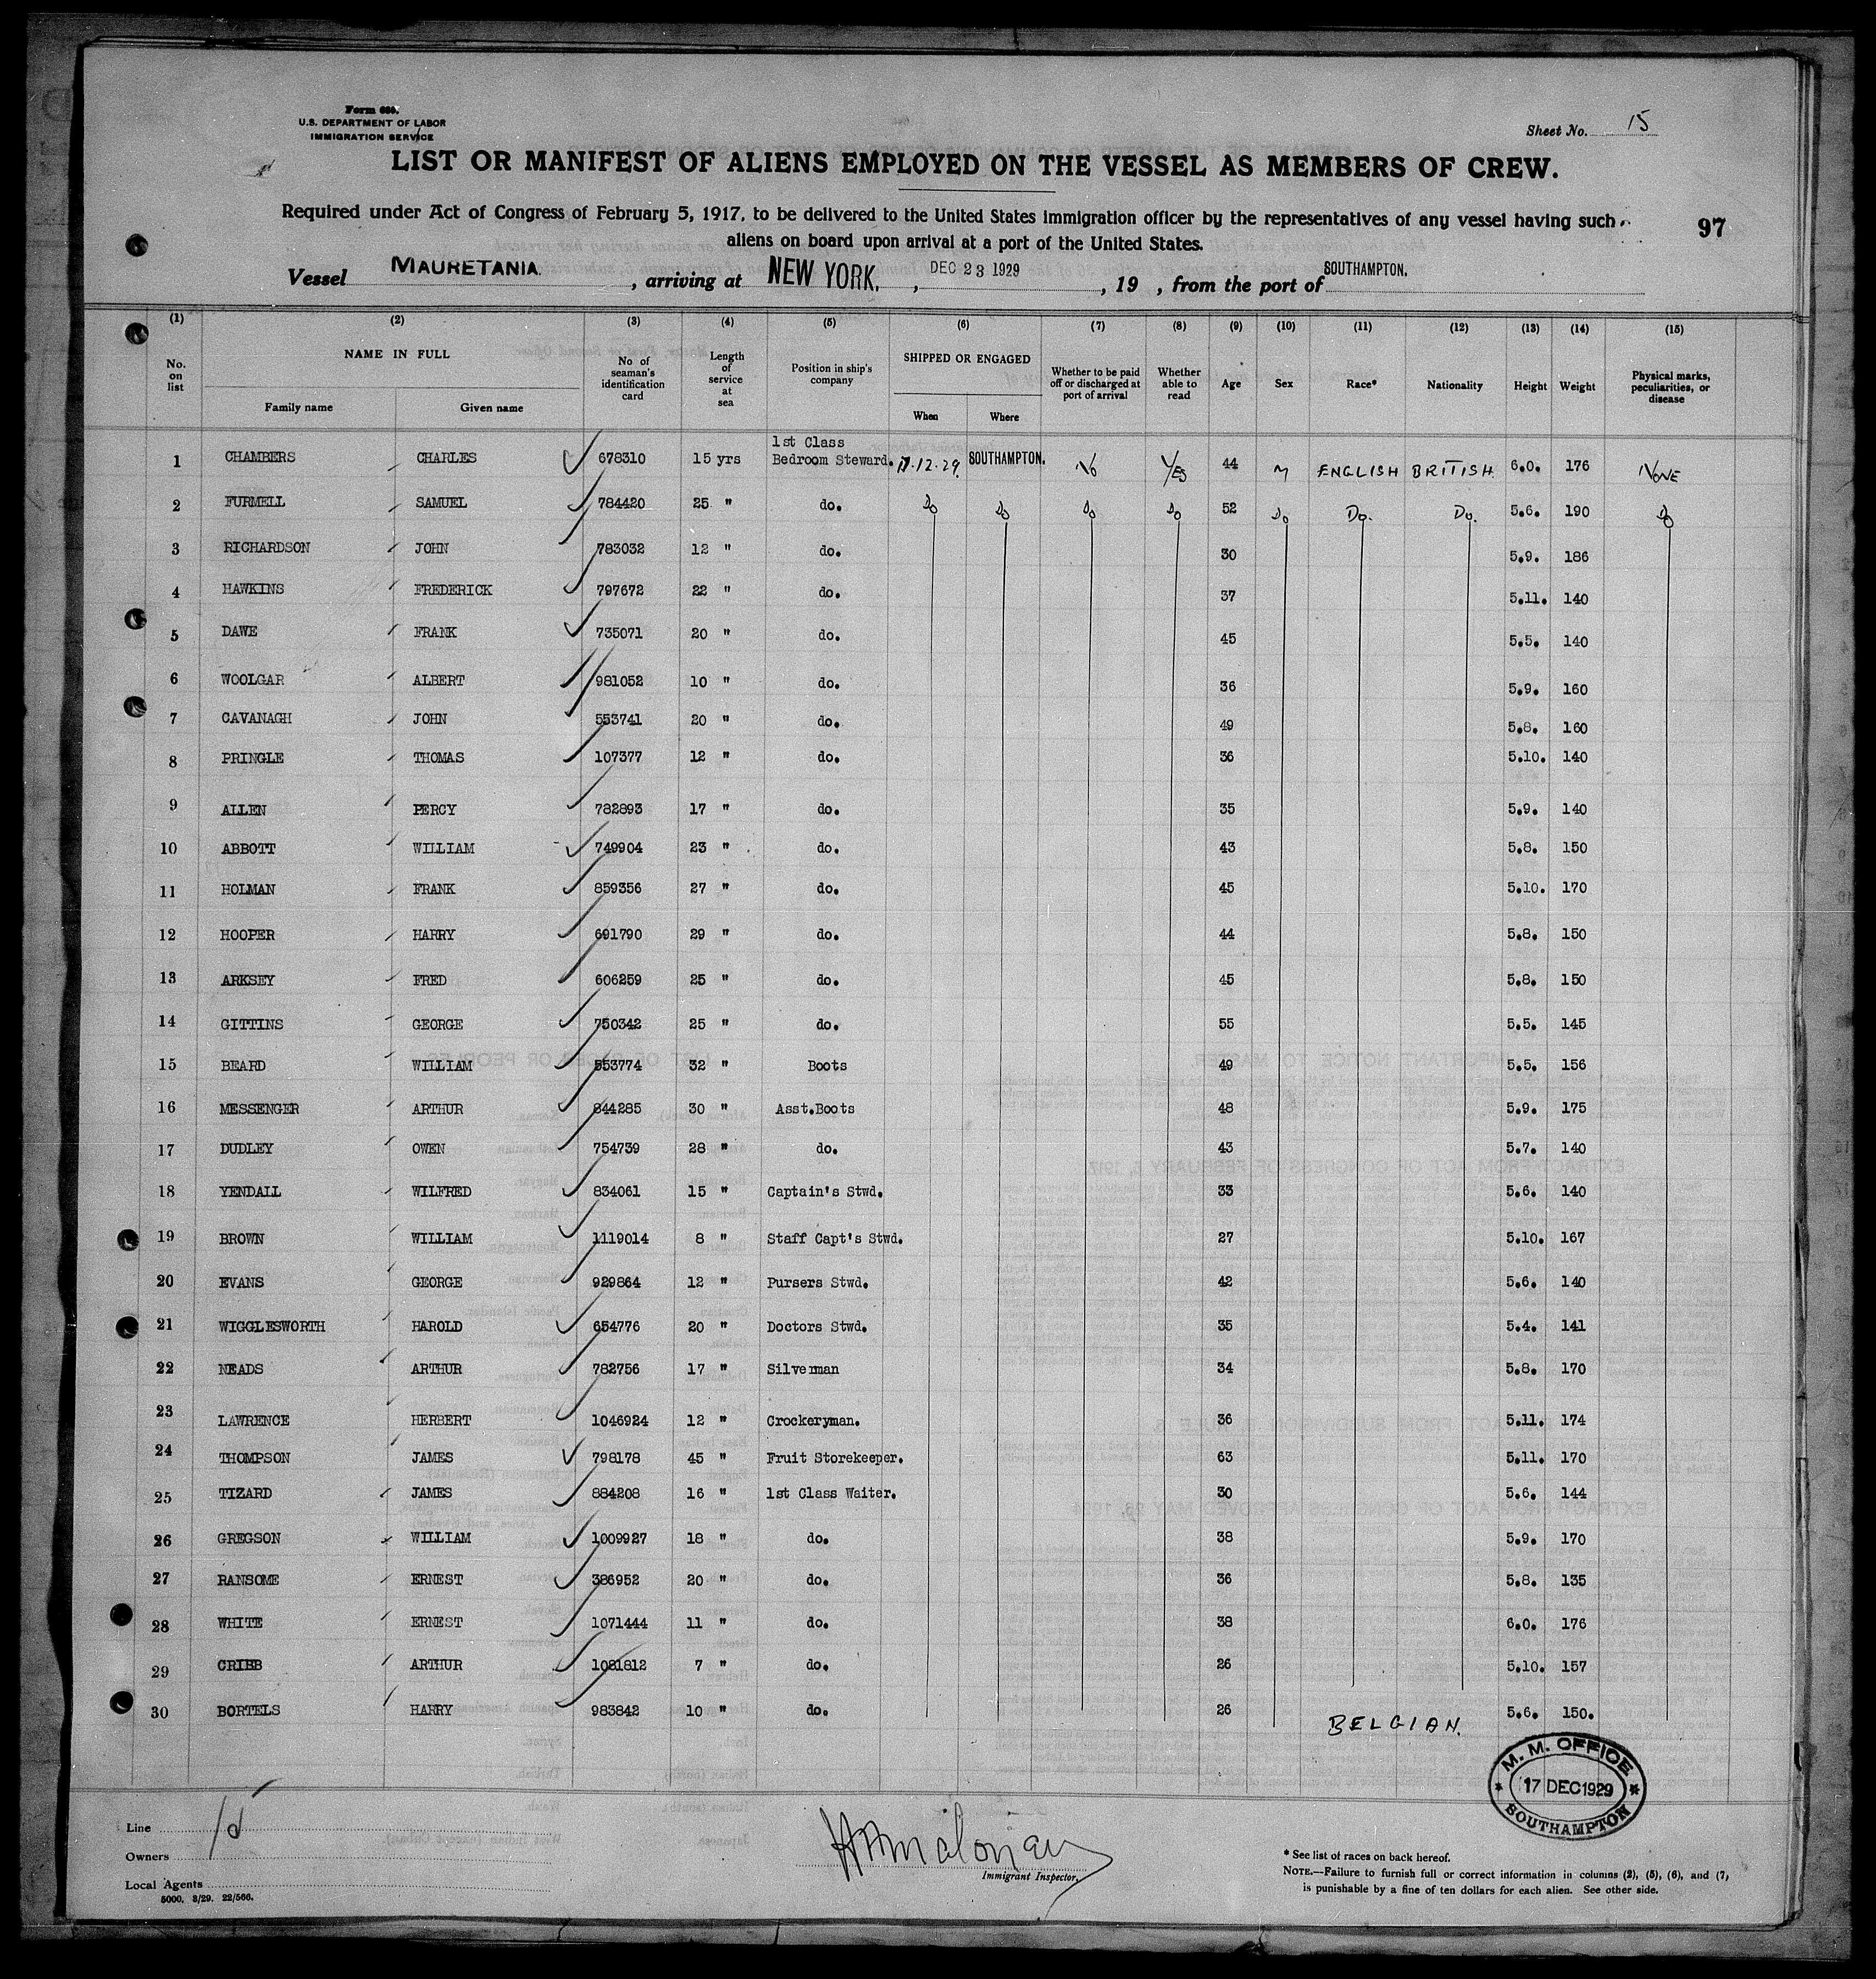 Form 680.
U.S. DEPARTMENT OF LABOR
IMMIGRATION SERVICE
Sheet No. 15
LIST OR MANIFEST OF ALIENS EMPLOYED ON THE VESSEL AS MEMBERS OF CREW.
Required under Act of Congress of February 5, 1917, to be delivered to the United States immigration officer by the representatives of any vessel having such
aliens on board upon arrival at a port of the United States.
97
Vessel MAURETANIA. , arriving at NEW YORK. , DEC 23 1929 , 19 , from the port of SOUTHAMPTON.
(1) (2) (3) (4) (5) (6) (7) (8) (9) (10) (11) (12) (13) (14) (15)
No. on list NAME IN FULL Family name Given name No of seaman's identification card Length of service at sea Position in ship's company SHIPPED OR ENGAGED When Where Whether to be paid off or discharged at port of arrival Whether able to read Age Sex Race* Nationality Height Weight Physical marks, peculiarities, or disease
1 CHAMBERS CHARLES 678310 15 yrs 1st Class Bedroom Steward. 17.12.29. SOUTHAMPTON. No YES 44 M ENGLISH BRITISH 6.0. 176 NONE
2 FURMELL SAMUEL 784420 25 " do. Do Do Do Do 52 Do Do. Do. 5.6. 190 Do
3 RICHARDSON JOHN 783032 12 " do. 30 5.9. 186
4 HAWKINS FREDERICK 797672 22 " do. 37 5.11. 140
5 DAWE FRANK 735071 20 " do. 45 5.5. 140
6 WOOLGAR ALBERT 981052 10 " do. 36 5.9. 160
7 CAVANAGH JOHN 553741 20 " do. 49 5.8. 160
8 PRINGLE THOMAS 107377 12 " do. 36 5.10. 140
9 ALLEN PERCY 782893 17 " do. 35 5.9. 140
10 ABBOTT WILLIAM 749904 23 " do. 43 5.8. 150
11 HOLMAN FRANK 859356 27 " do. 45 5.10. 170
12 HOOPER HARRY 691790 29 " do. 44 5.8. 150
13 ARKSEY FRED 606259 25 " do. 45 5.8. 150
14 GITTINS GEORGE 750342 25 " do. 55 5.5. 145
15 BEARD WILLIAM 553774 32 " Boots 49 5.5. 156
16 MESSENGER ARTHUR 844285 30 " Asst.Boots 48 5.9. 175
17 DUDLEY OWEN 754739 28 " do. 43 5.7. 140
18 YENDALL WILFRED 834061 15 " Captain's Stwd. 33 5.6. 140
19 BROWN WILLIAM 1119014 8 " Staff Capt's Stwd. 27 5.10. 167
20 EVANS GEORGE 929864 12 " Pursers Stwd. 42 5.6. 140
21 WIGGLESWORTH HAROLD 654776 20 " Doctors Stwd. 35 5.4. 141
22 NEADS ARTHUR 782756 17 " Silverman 34 5.8. 170
23 LAWRENCE HERBERT 1046924 12 " Crockeryman. 36 5.11. 174
24 THOMPSON JAMES 798178 45 " Fruit Storekeeper. 63 5.11. 170
25 TIZARD JAMES 884208 16 " 1st Class Waiter. 30 5.6. 144
26 GREGSON WILLIAM 1009927 18 " do. 38 5.9. 170
27 RANSOME ERNEST 386952 20 " do. 36 5.8. 135
28 WHITE ERNEST 1071444 11 " do. 38 6.0. 176
29 CRIBB ARTHUR 1081812 7 " do. 26 5.10. 157
30 BORTELS HARRY 983842 10 " do. 26 BELGIAN. 5.6. 150.
M. M. OFFICE
17 DEC 1929
SOUTHAMPTON
Line
Owners
Local Agents
5000. 3/29. 22/566.
Immigrant Inspector.
* See list of races on back hereof.
NOTE.—Failure to furnish full or correct information in columns (2), (5), (6), and (7),
is punishable by a fine of ten dollars for each alien. See other side.